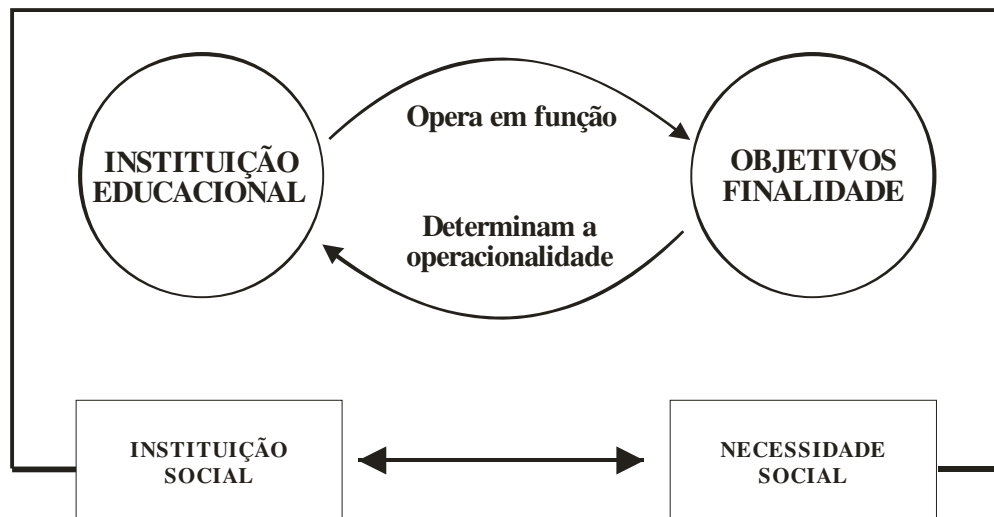 Opera em função
INSTITUIÇÃO
EDUCACIONAL
OBJETIVOS
FINALIDADE
Determinam a
operacionalidade
INSTITUIÇÃO
SOCIAL
NECESSIDADE
SOCIAL